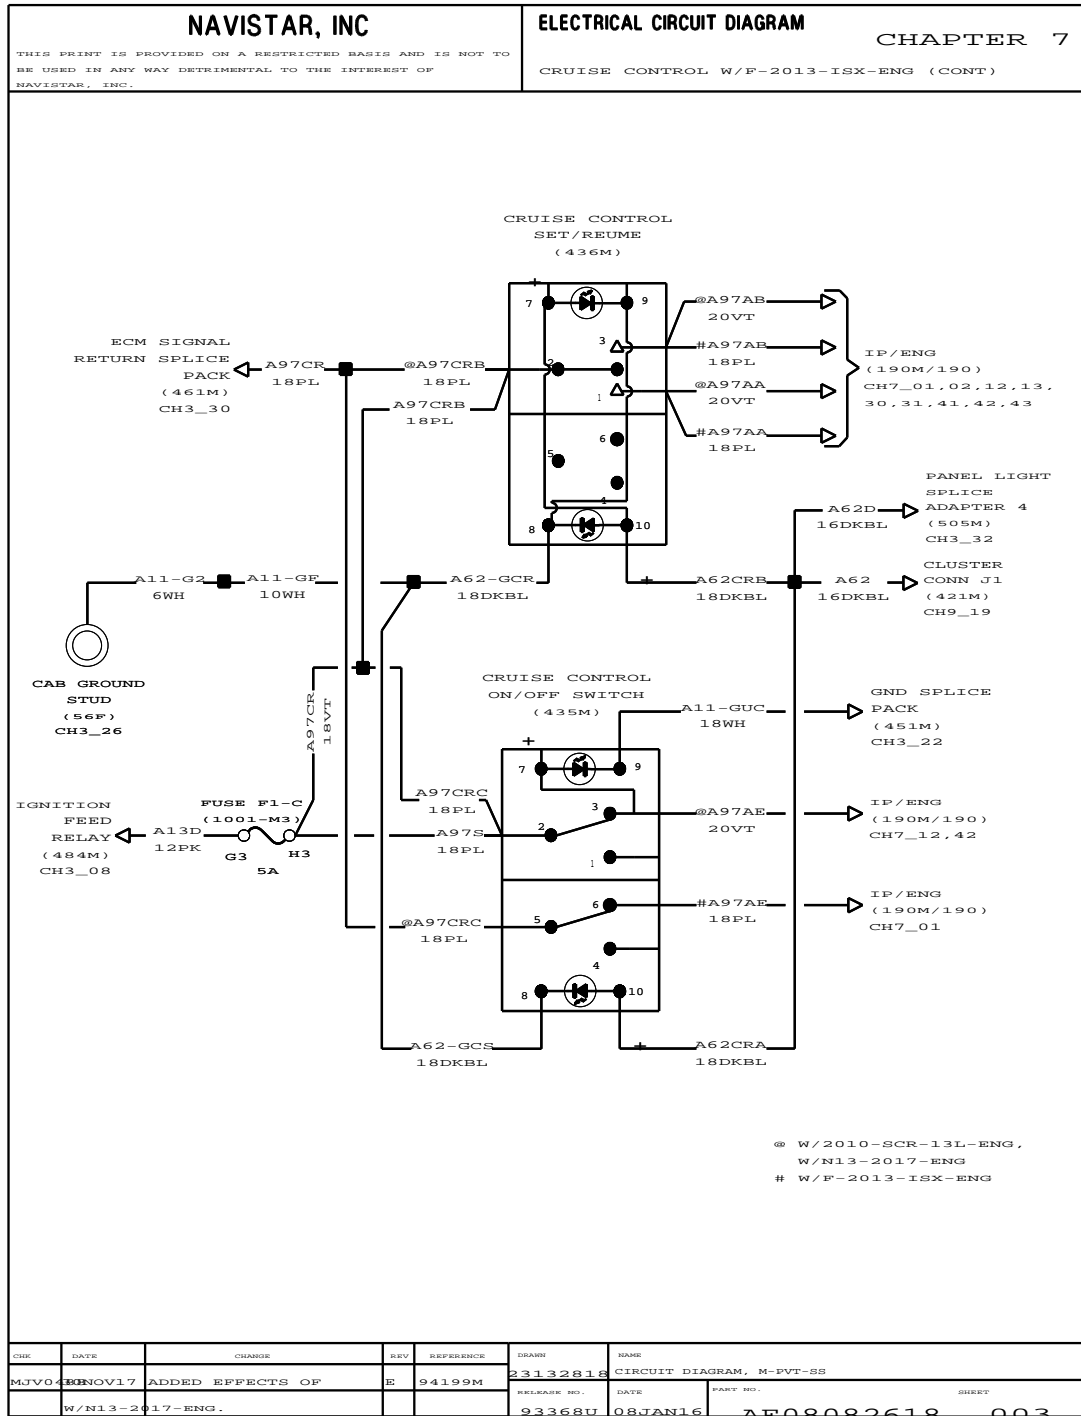 NAVISTAR, INC
THIS PRINT IS PROVIDED ON A RESTRICTED BASIS AND IS NOT TO
BE USED IN ANY WAY DETRIMENTAL TO THE INTEREST OF
NAVISTAR, INC.
ELECTRICAL CIRCUIT DIAGRAM
CHAPTER 7
CRUISE CONTROL W/F-2013-ISX-ENG (CONT)
CRUISE CONTROL
SET/REUME
(436M)
+
7
9
3
2
1
6
5
4
8
10
@A97AB
20VT
#A97AB
18PL
@A97AA
20VT
#A97AA
18PL
IP/ENG
(190M/190)
CH7_01,02,12,13,
30,31,41,42,43
ECM SIGNAL
RETURN SPLICE
PACK
(461M)
CH3_30
A97CR
18PL
@A97CRB
18PL
A97CRB
18PL
PANEL LIGHT
SPLICE
ADAPTER 4
(505M)
CH3_32
A62D
16DKBL
A11-G2
6WH
A11-GF
10WH
A62-GCR
18DKBL
+
A62CRB
18DKBL
A62
16DKBL
CLUSTER
CONN J1
(421M)
CH9_19
CAB GROUND
STUD
(56F)
CH3_26
A97CR
18VT
CRUISE CONTROL
ON/OFF SWITCH
(435M)
A11-GUC
18WH
GND SPLICE
PACK
(451M)
CH3_22
+
7
9
3
2
1
6
5
4
8
10
IGNITION
FEED
RELAY
(484M)
CH3_08
A13D
12PK
FUSE F1-C
(1001-M3)
G3
H3
5A
A97CRC
18PL
A97S
18PL
@A97AE
20VT
IP/ENG
(190M/190)
CH7_12,42
@A97CRC
18PL
#A97AE
18PL
IP/ENG
(190M/190)
CH7_01
A62-GCS
18DKBL
+
A62CRA
18DKBL
@ W/2010-SCR-13L-ENG,
W/N13-2017-ENG
# W/F-2013-ISX-ENG
CHK DATE CHANGE REV REFERENCE
NOV17 ADDED EFFECTS OF E 94199M
W/N13-2017-ENG.
DRAWN
23132818
NAME
CIRCUIT DIAGRAM, M-PVT-SS
RELEASE NO.
93368U
DATE
08JAN16
PART NO.
AF08082618
SHEET
003